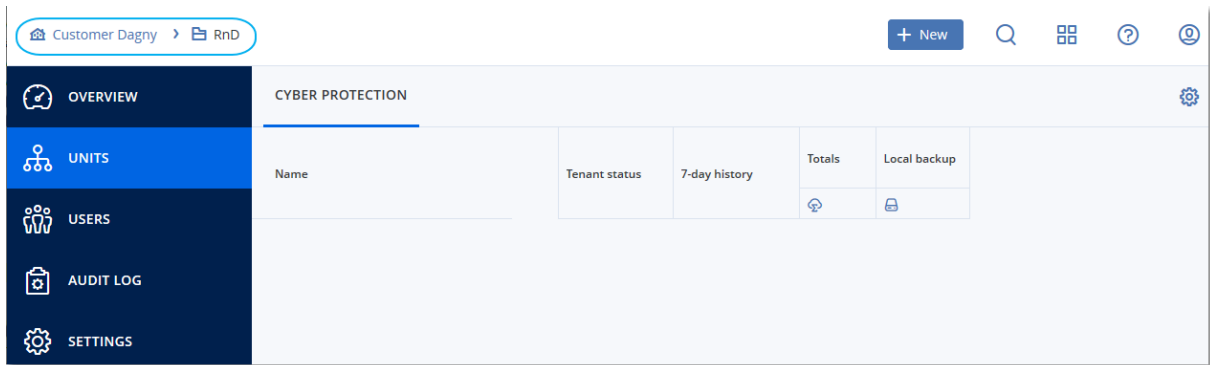 Customer Dagny > RnD
+ New
OVERVIEW
UNITS
USERS
AUDIT LOG
SETTINGS
CYBER PROTECTION
Name
Tenant status
7-day history
Totals
Local backup